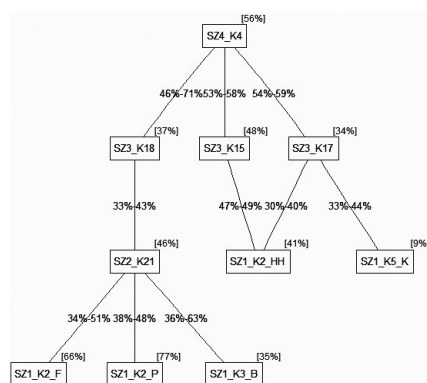 [56%]
SZ4_K4
46%-71% 53%-58% 54%-59%
[37%] [48%] [34%]
SZ3_K18 SZ3_K15 SZ3_K17
33%-43% 47%-49% 30%-40% 33%-44%
[46%] [41%] [9%]
SZ2_K21 SZ1_K2_HH SZ1_K5_K
34%-51% 38%-48% 36%-63%
[66%] [77%] [35%]
SZ1_K2_F SZ1_K2_P SZ1_K3_B